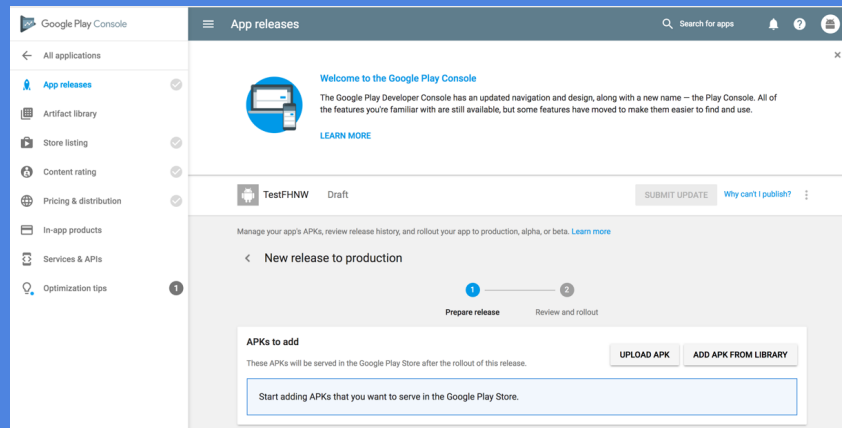 Google Play Console
App releases
Search for apps
All applications
App releases
Artifact library
Store listing
Content rating
Pricing & distribution
In-app products
Services & APIs
Optimization tips
1
Welcome to the Google Play Console
The Google Play Developer Console has an updated navigation and design, along with a new name — the Play Console. All of
the features you're familiar with are still available, but some features have moved to make them easier to find and use.
LEARN MORE
TestFHNW Draft
SUBMIT UPDATE
Why can't I publish?
Manage your app's APKs, review release history, and rollout your app to production, alpha, or beta. Learn more
New release to production
1
2
Prepare release
Review and rollout
APKs to add
These APKs will be served in the Google Play Store after the rollout of this release.
UPLOAD APK
ADD APK FROM LIBRARY
Start adding APKs that you want to serve in the Google Play Store.